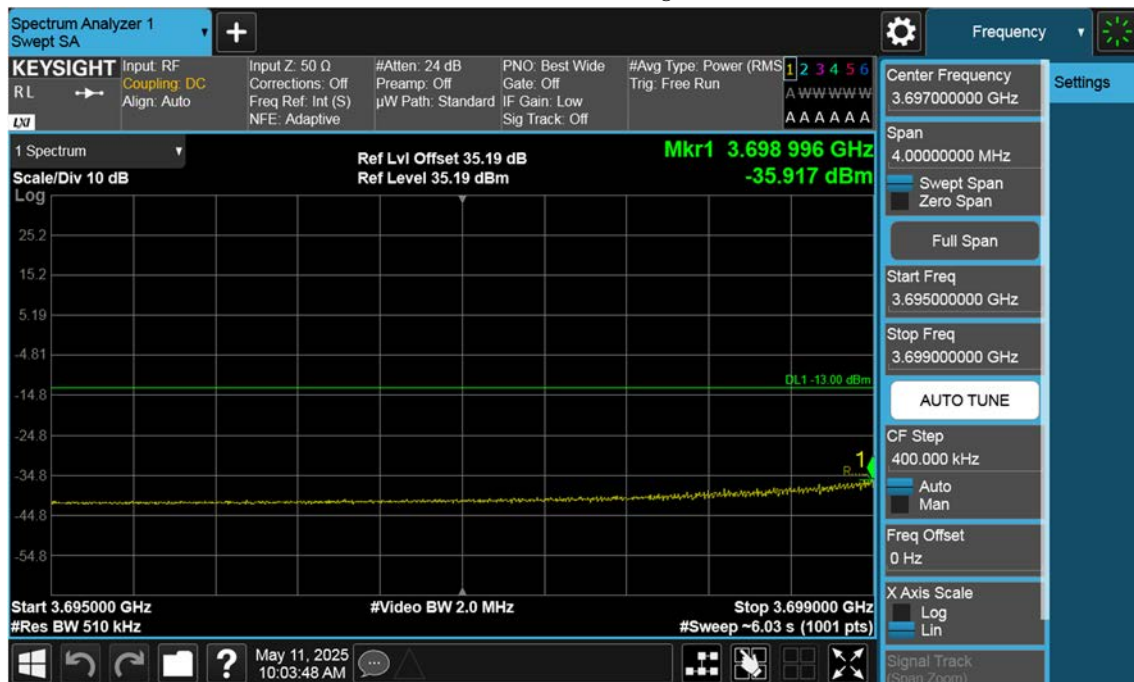 Spectrum Analyzer 1
Swept SA
Frequency
KEYSIGHT
RL
LXI
Input: RF
Coupling: DC
Align: Auto
Input Z: 50 Ω
Corrections: Off
Freq Ref: Int (S)
NFE: Adaptive
#Atten: 24 dB
Preamp: Off
µW Path: Standard
PNO: Best Wide
Gate: Off
IF Gain: Low
Sig Track: Off
#Avg Type: Power (RMS
Trig: Free Run
1 2 3 4 5 6
A W W W W W
A A A A A A
1 Spectrum
Scale/Div 10 dB
Ref Lvl Offset 35.19 dB
Ref Level 35.19 dBm
Mkr1 3.698 996 GHz
-35.917 dBm
Log
25.2
15.2
5.19
-4.81
DL1 -13.00 dBm
-14.8
-24.8
1
-34.8
-44.8
-54.8
Start 3.695000 GHz
#Video BW 2.0 MHz
Stop 3.699000 GHz
#Res BW 510 kHz
#Sweep ~6.03 s (1001 pts)
May 11, 2025
10:03:48 AM
Center Frequency
3.697000000 GHz
Settings
Span
4.00000000 MHz
Swept Span
Zero Span
Full Span
Start Freq
3.695000000 GHz
Stop Freq
3.699000000 GHz
AUTO TUNE
CF Step
400.000 kHz
Auto
Man
Freq Offset
0 Hz
X Axis Scale
Log
Lin
Signal Track
(Span Zoom)